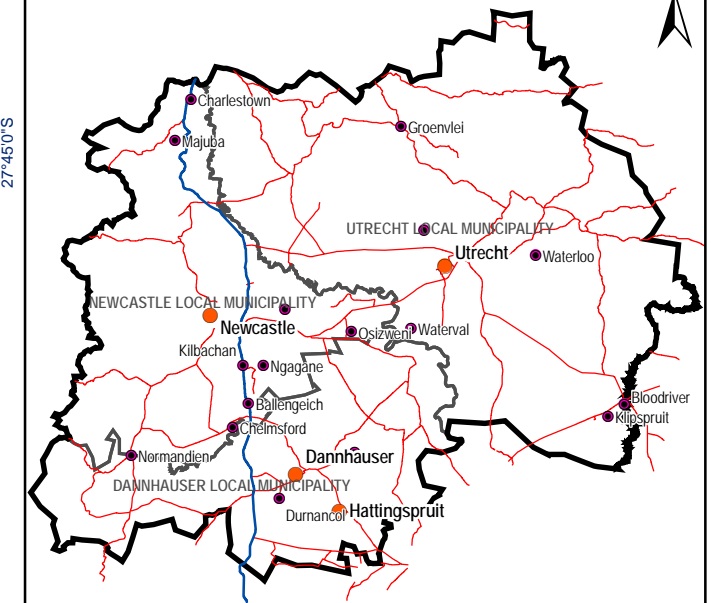 Charlestown
Groenvlei
Majuba
27°45'0"S
UTRECHT LOCAL MUNICIPALITY
Utrecht
Waterloo
NEWCASTLE LOCAL MUNICIPALITY
Newcastle
Osizweni
Waterval
Kilbachan
Ngagane
Bloodriver
Ballengeich
Klipspruit
Chelmsford
Normandien
Dannhauser
DANNHAUSER LOCAL MUNICIPALITY
Durnancol
Hattingspruit